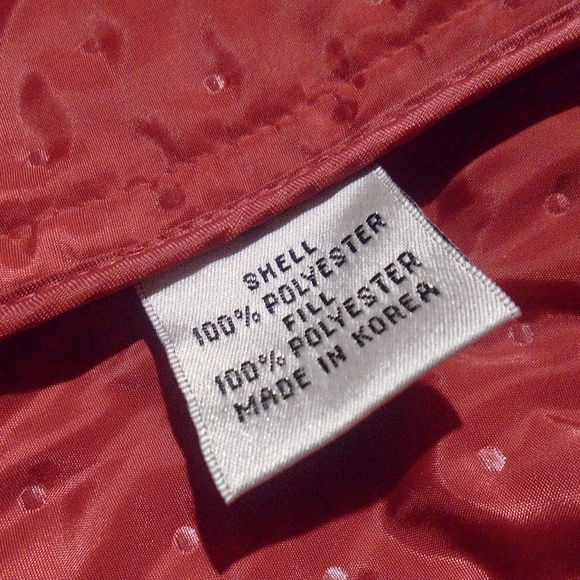 SHELL
100% POLYESTER
FILL
100% POLYESTER
MADE IN KOREA